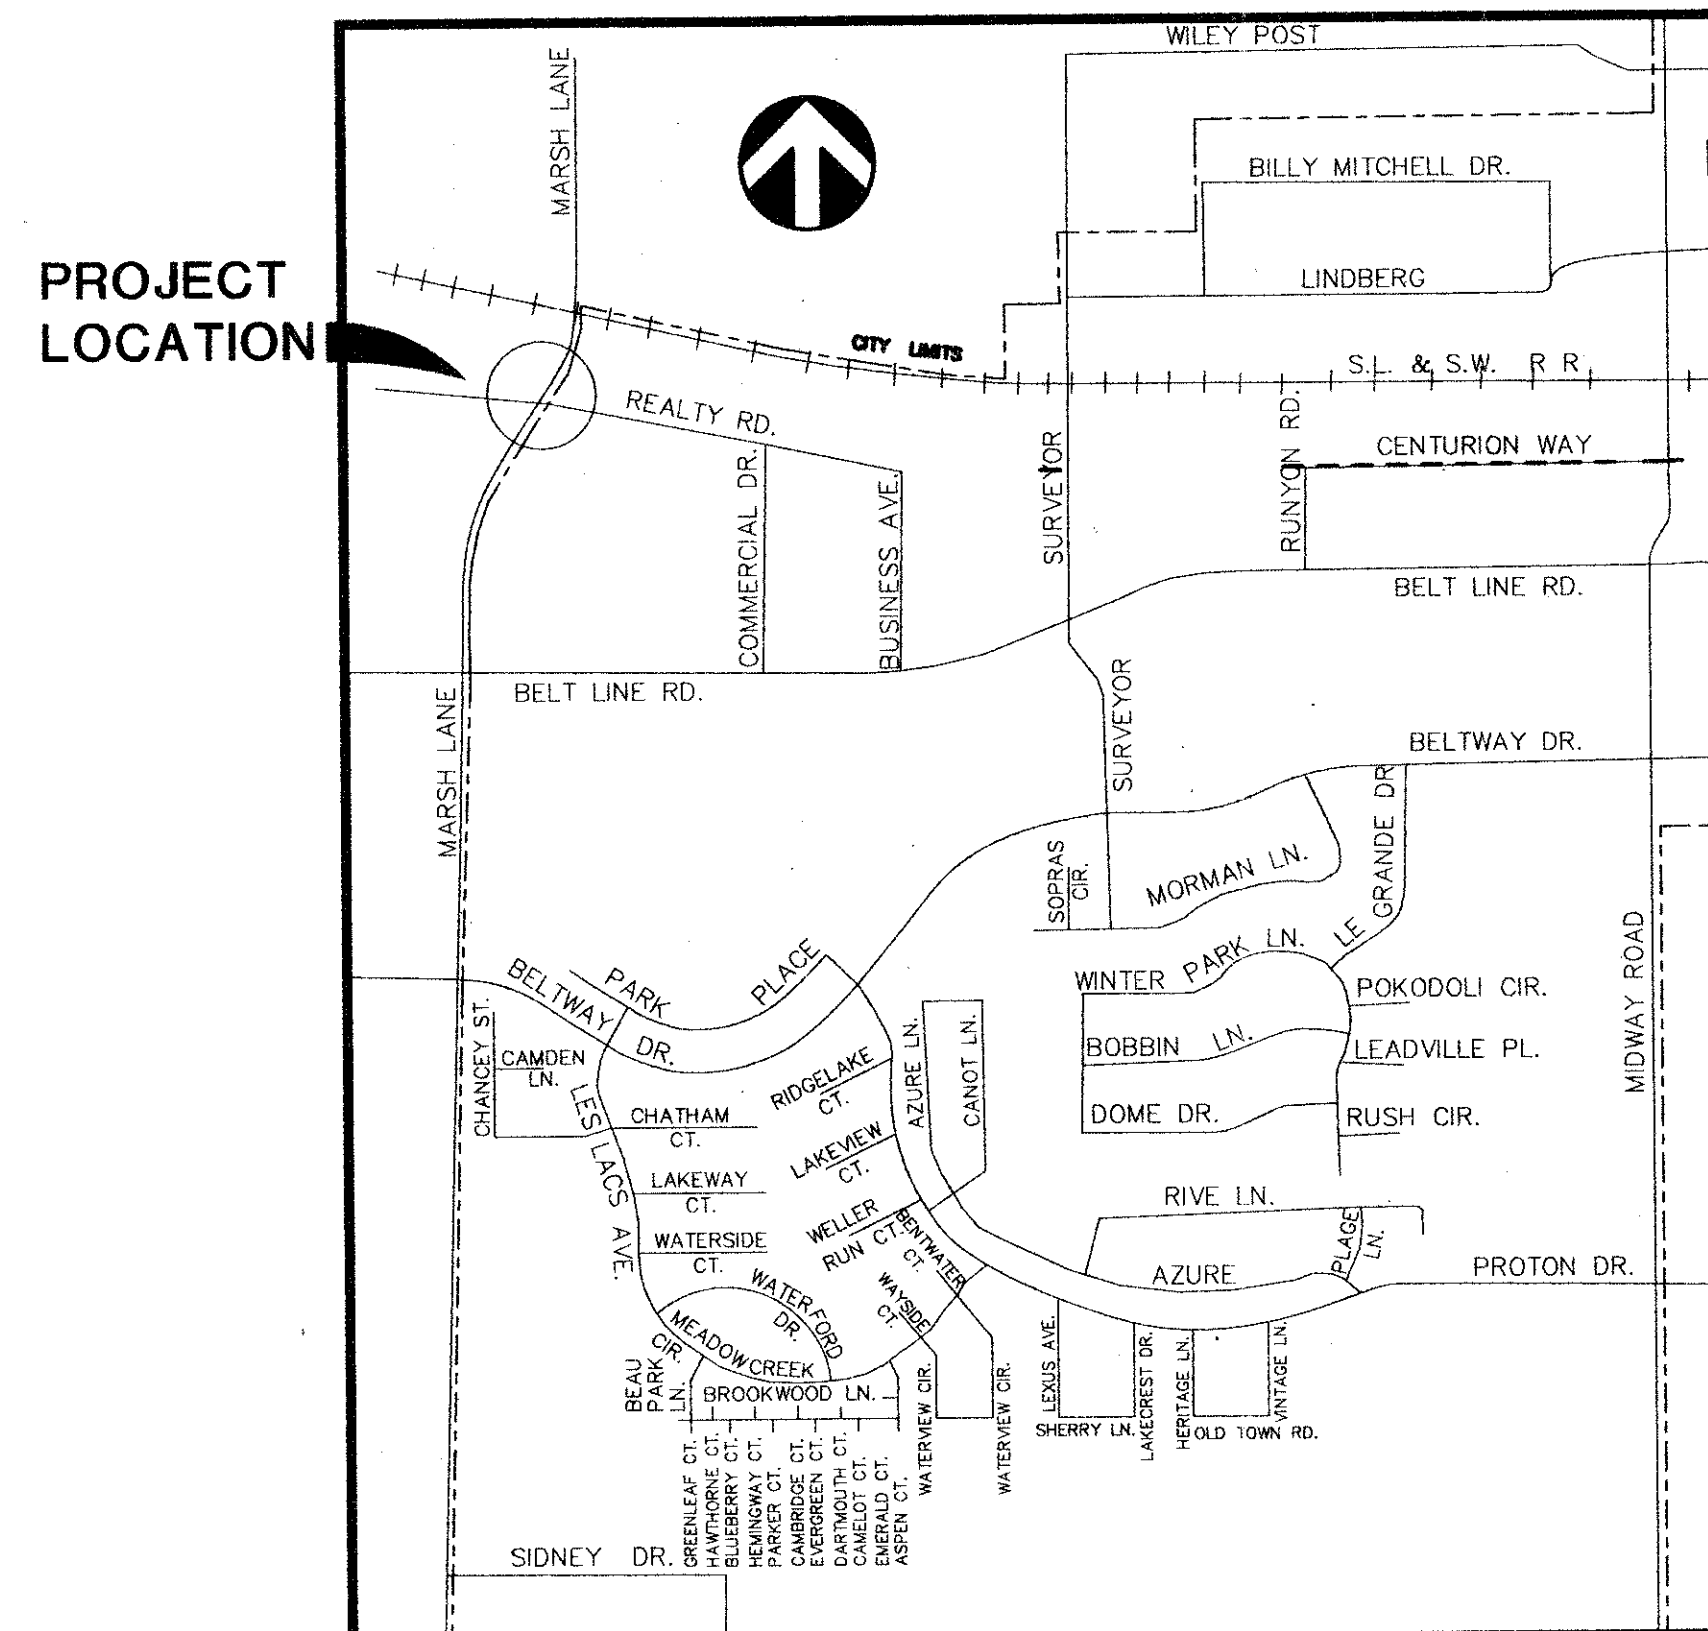 WILEY POST
MARSH LANE
BILLY MITCHELL DR.
LINDBERG
PROJECT
LOCATION
CITY LIMITS
S.L. & S.W. R R
REALTY RD.
RUNYON RD.
CENTURION WAY
SURVEYOR
COMMERCIAL DR.
BUSINESS AVE.
BELT LINE RD.
BELT LINE RD.
MARSH LANE
SURVEYOR
BELTWAY DR.
SOPRAS
CIR.
MORMAN LN.
LE GRANDE DR
MIDWAY ROAD
WINTER PARK LN.
POKODOLI CIR.
BOBBIN LN.
LEADVILLE PL.
DOME DR.
RUSH CIR.
BELTWAY DR.
PARK PLACE
CHANCEY ST.
CAMDEN
LN.
LES LACS AVE.
CHATHAM
CT.
LAKEWAY
CT.
WATERSIDE
CT.
RIDGELAKE
CT.
LAKEVIEW
CT.
WELLER
RUN CT.
AZURE LN.
CANOT LN.
BENTWATER
CT.
WAYSIDE
CT.
RIVE LN.
PLAGE
LN.
AZURE
PROTON DR.
WATERFORD
DR.
MEADOWCREEK
CIR.
BEAU
PARK
LN.
BROOKWOOD LN.
WATERVIEW CIR.
WATERVIEW CIR.
LEXUS AVE.
SHERRY LN.
LAKECREST DR.
HERITAGE LN.
OLD TOWN RD.
VINTAGE LN.
GREENLEAF CT.
HAWTHORNE CT.
BLUEBERRY CT.
HEMINGWAY CT.
PARKER CT.
CAMBRIDGE CT.
EVERGREEN CT.
DARTMOUTH CT.
CAMELOT CT.
EMERALD CT.
ASPEN CT.
SIDNEY DR.